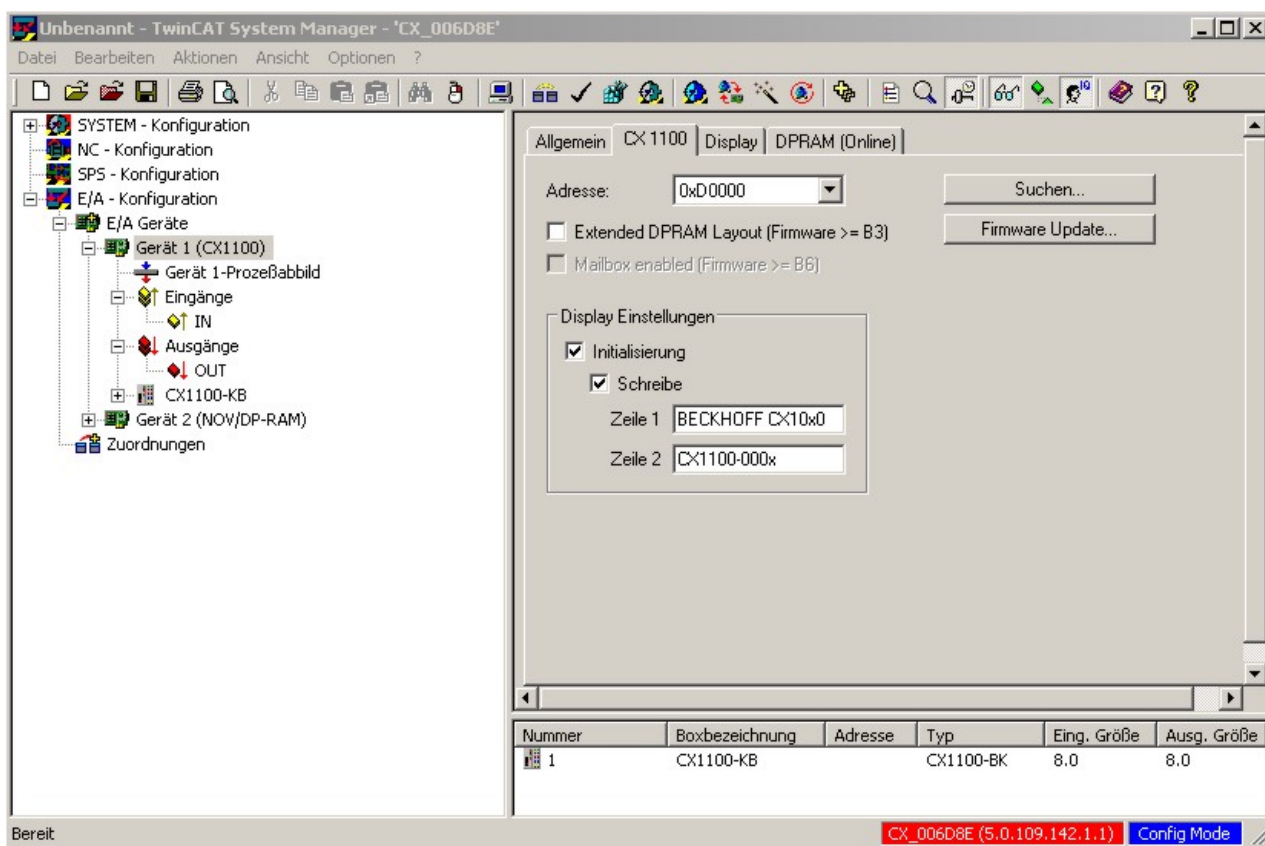 Unbenannt - TwinCAT System Manager - 'CX_006D8E'
Datei Bearbeiten Aktionen Ansicht Optionen ?
SYSTEM - Konfiguration
NC - Konfiguration
SPS - Konfiguration
E/A - Konfiguration
E/A Geräte
Gerät 1 (CX1100)
Gerät 1-Prozeßabbild
Eingänge
IN
Ausgänge
OUT
CX1100-KB
Gerät 2 (NOV/DP-RAM)
Zuordnungen
Allgemein CX 1100 Display DPRAM (Online)
Adresse: 0xD0000 Suchen...
Extended DPRAM Layout (Firmware >= B3) Firmware Update...
Mailbox enabled (Firmware >= B6)
Display Einstellungen
Initialisierung
Schreibe
Zeile 1 BECKHOFF CX10x0
Zeile 2 CX1100-000x
Nummer Boxbezeichnung Adresse Typ Eing. Größe Ausg. Größe
1 CX1100-KB CX1100-BK 8.0 8.0
Bereit CX_006D8E (5.0.109.142.1.1) Config Mode